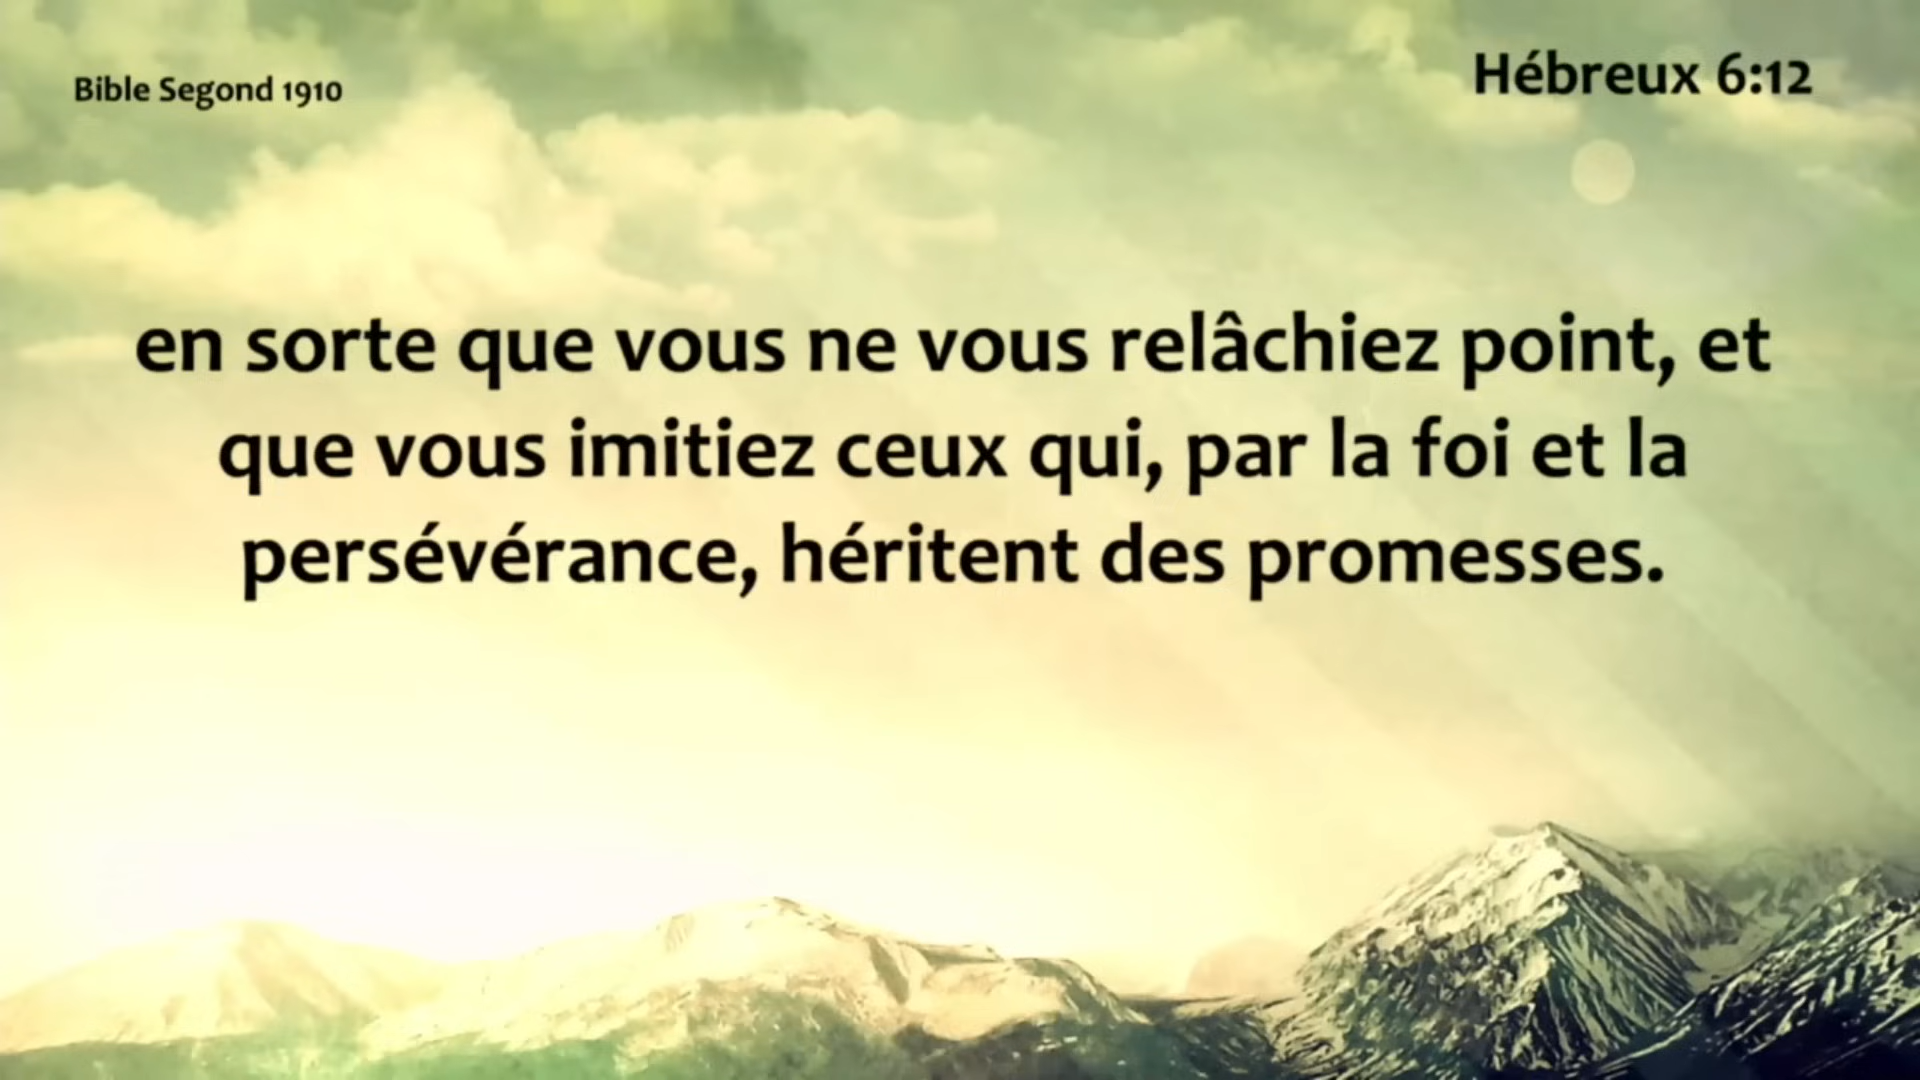 Bible Segond 1910
Hébreux 6:12
en sorte que vous ne vous relâchiez point, et
que vous imitiez ceux qui, par la foi et la
persévérance, héritent des promesses.